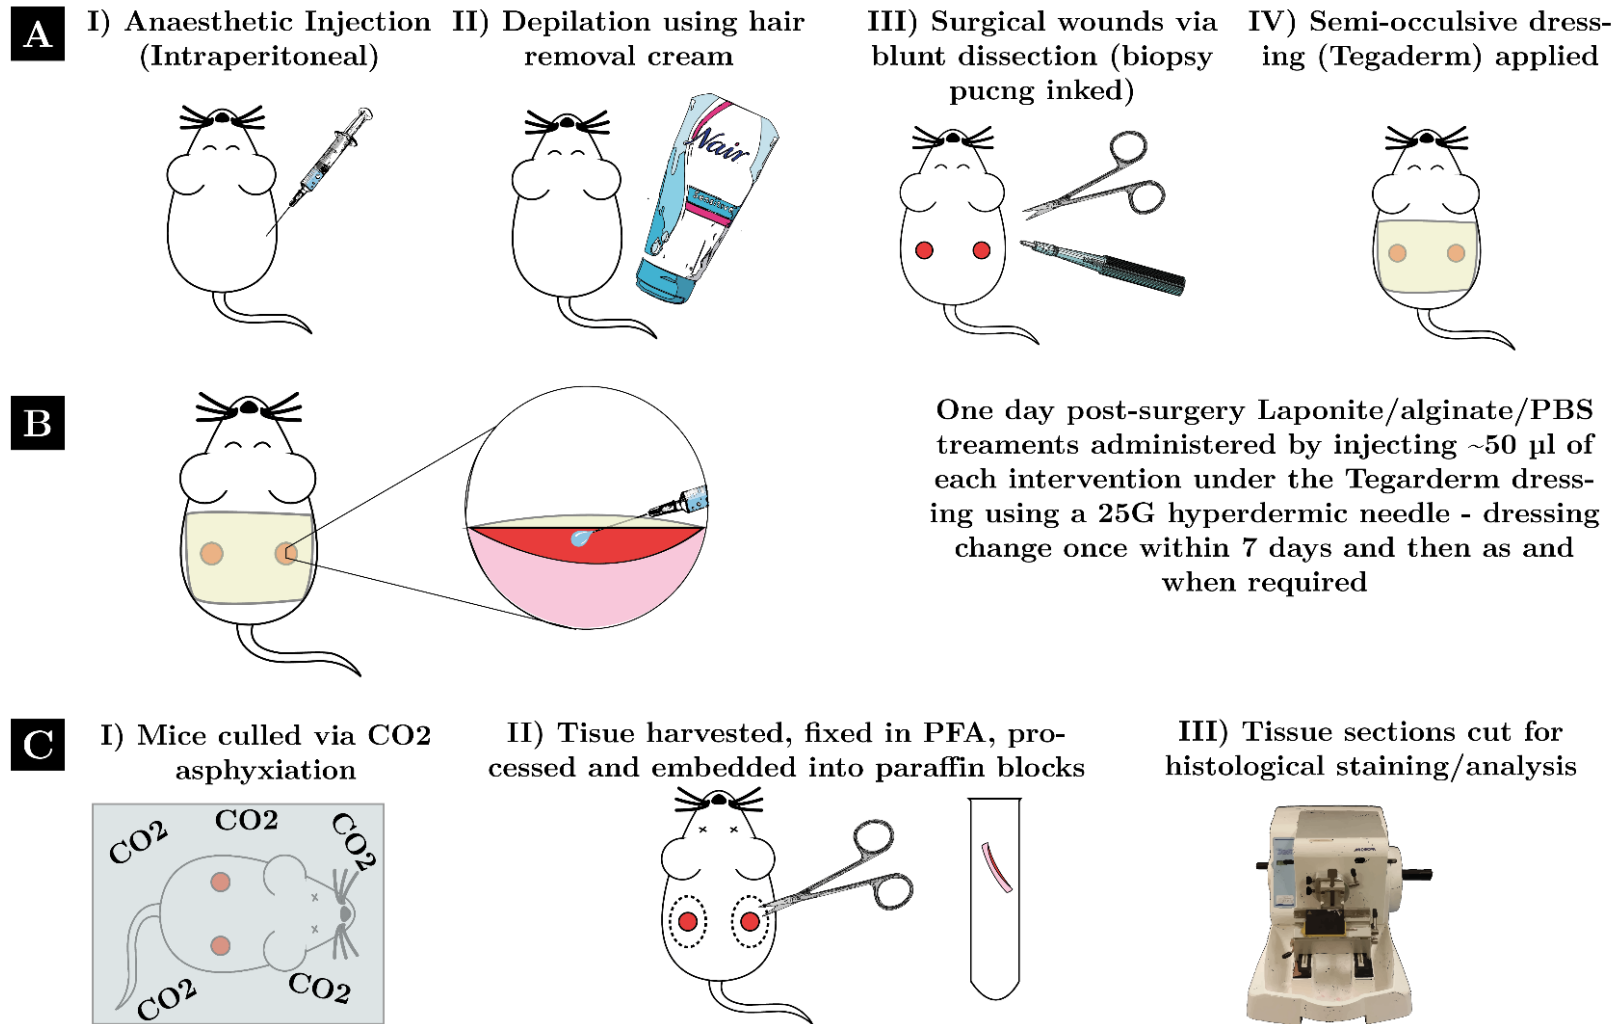 A
I) Anaesthetic Injection
(Intraperitoneal)
II) Depilation using hair
removal cream
III) Surgical wounds via
blunt dissection (biopsy
pucng inked)
IV) Semi-occulsive dress-
ing (Tegaderm) applied
Nair
B
One day post-surgery Laponite/alginate/PBS
treaments administered by injecting ~50 µl of
each intervention under the Tegarderm dress-
ing using a 25G hyperdermic needle - dressing
change once within 7 days and then as and
when required
C
I) Mice culled via CO2
asphyxiation
II) Tisue harvested, fixed in PFA, pro-
cessed and embedded into paraffin blocks
III) Tissue sections cut for
histological staining/analysis
CO2
CO2
CO2
CO2
CO2